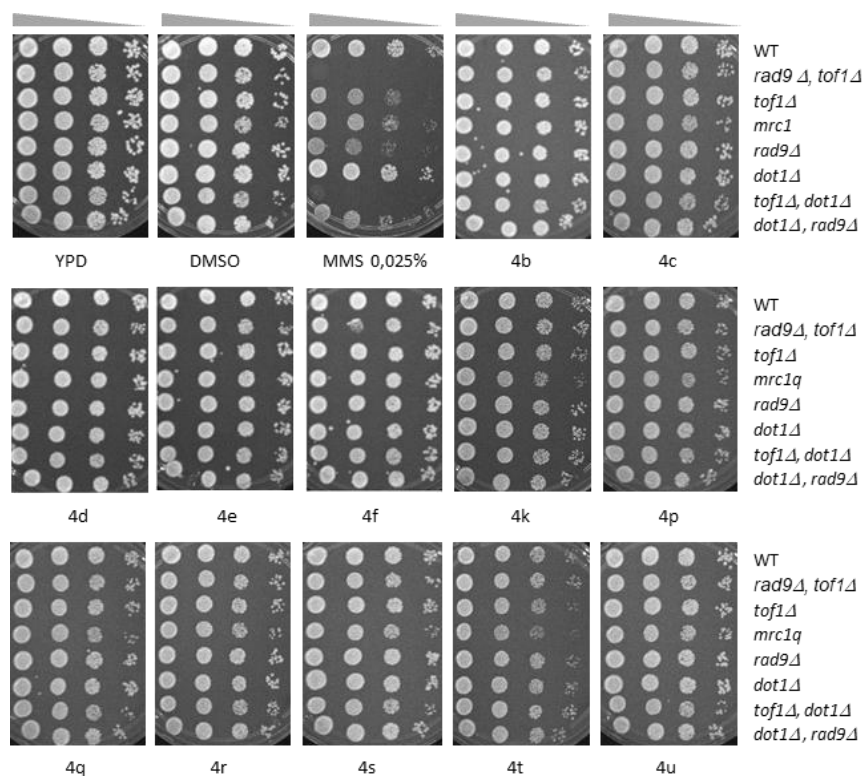 WT
rad9 Δ, tof1Δ
tof1Δ
mrc1
rad9Δ
dot1Δ
tof1Δ, dot1Δ
dot1Δ, rad9Δ
YPD DMSO MMS 0,025% 4b 4c
WT
rad9Δ, tof1Δ
tof1Δ
mrc1q
rad9Δ
dot1Δ
tof1Δ, dot1Δ
dot1Δ, rad9Δ
4d 4e 4f 4k 4p
WT
rad9Δ, tof1Δ
tof1Δ
mrc1q
rad9Δ
dot1Δ
tof1Δ, dot1Δ
dot1Δ, rad9Δ
4q 4r 4s 4t 4u